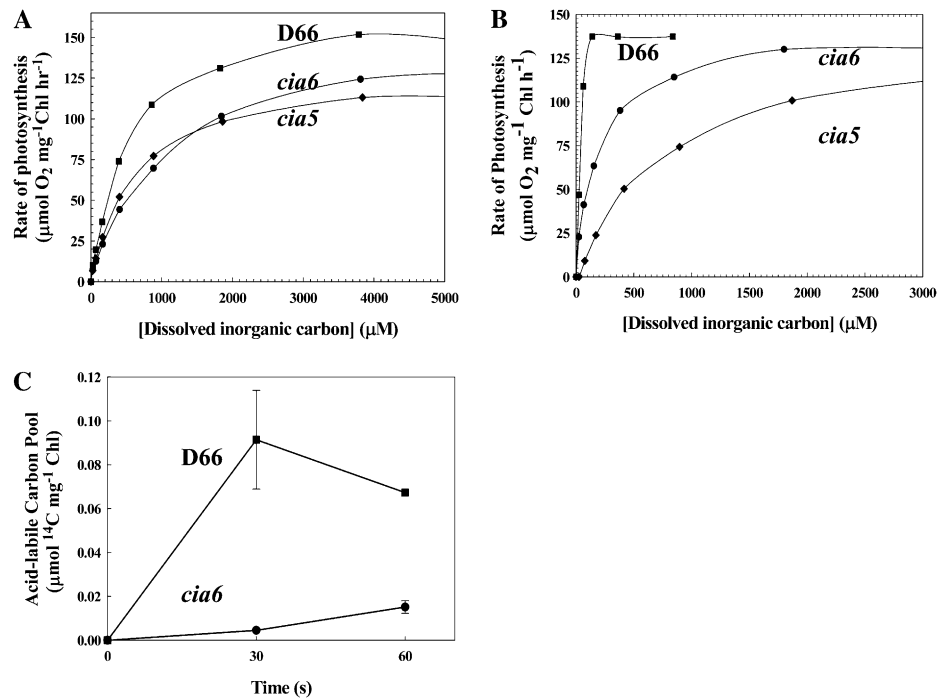 A
Rate of photosynthesis
(μmol O2 mg-1Chl hr-1)
150
125
100
75
50
25
0
D66
cia6
cia5
0 1000 2000 3000 4000 5000
[Dissolved inorganic carbon] (μM)
B
Rate of Photosynthesis
(μmol O2 mg-1 Chl h-1)
150
125
100
75
50
25
0
D66
cia6
cia5
0 500 1000 1500 2000 2500 3000
[Dissolved inorganic carbon] (μM)
C
Acid-labile Carbon Pool
(μmol 14C mg-1 Chl)
0.12
0.10
0.08
0.06
0.04
0.02
0.00
D66
cia6
0 30 60
Time (s)